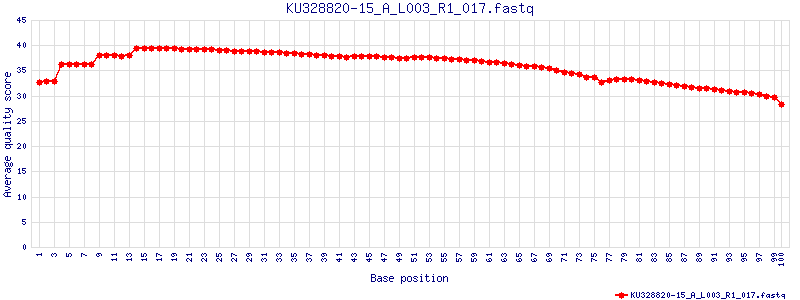 KU328820-15_A_L003_R1_017.fastq
Average quality score
45
40
35
30
25
20
15
10
5
0
1 3 5 7 9 11 13 15 17 19 21 23 25 27 29 31 33 35 37 39 41 43 45 47 49 51 53 55 57 59 61 63 65 67 69 71 73 75 77 79 81 83 85 87 89 91 93 95 97 99 100
Base position
KU328820-15_A_L003_R1_017.fastq